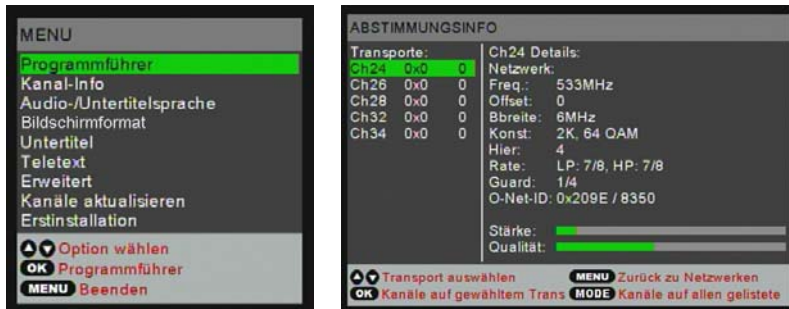 MENU
Programmführer
Kanal-Info
Audio-/Untertitelsprache
Bildschirmformat
Untertitel
Teletext
Erweitert
Kanäle aktualisieren
Erstinstallation
Option wählen
OK Programmführer
MENU Beenden
ABSTIMMUNGSINFO
Transporte:
Ch24 0x0 0
Ch26 0x0 0
Ch28 0x0 0
Ch32 0x0 0
Ch34 0x0 0
Ch24 Details:
Netzwerk:
Freq.: 533MHz
Offset: 0
Bbreite: 6MHz
Konst: 2K, 64 QAM
Hier: 4
Rate: LP: 7/8, HP: 7/8
Guard: 1/4
O-Net-ID: 0x209E / 8350
Stärke:
Qualität:
Transport auswählen MENU Zurück zu Netzwerken
OK Kanäle auf gewähltem Trans MODE Kanäle auf allen gelistete